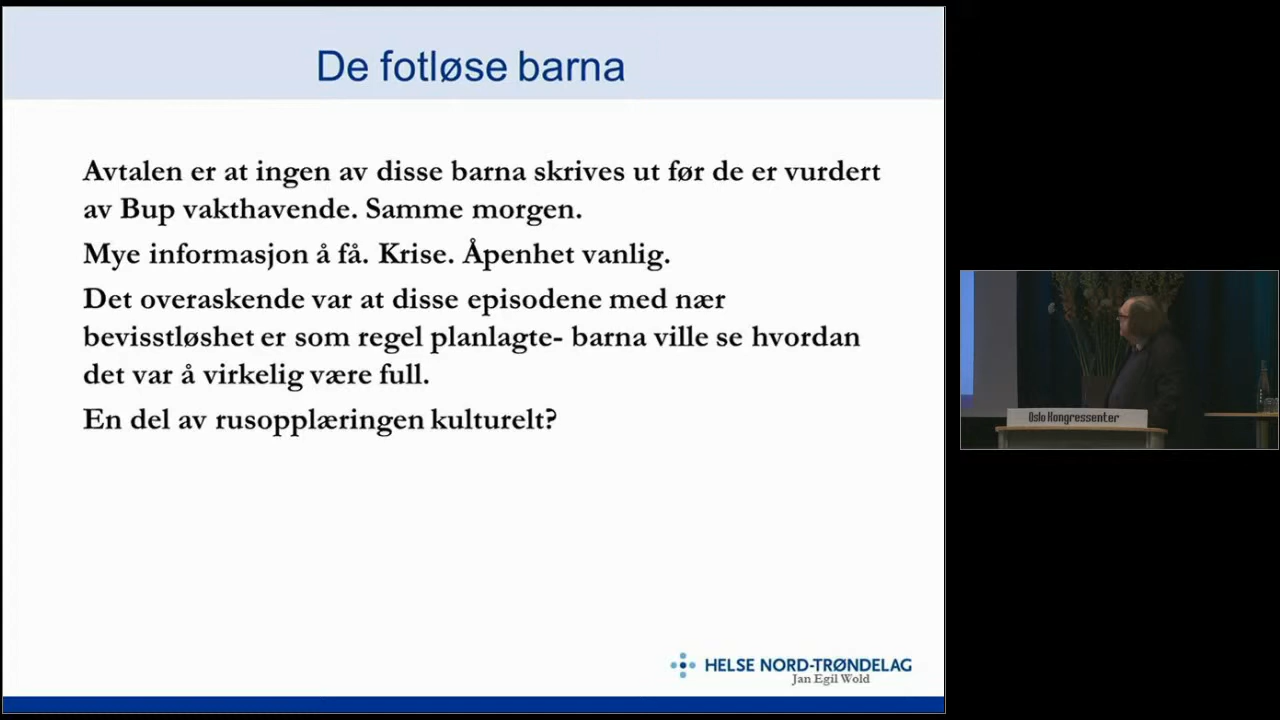 De fotløse barna
Avtalen er at ingen av disse barna skrives ut før de er vurdert
av Bup vakthavende. Samme morgen.
Mye informasjon å få. Krise. Åpenhet vanlig.
Det overaskende var at disse episodene med nær
bevisstløshet er som regel planlagte- barna ville se hvordan
det var å virkelig være full.
En del av rusopplæringen kulturelt?
HELSE NORD-TRØNDELAG
Jan Egil Wold
Oslo Kongressenter